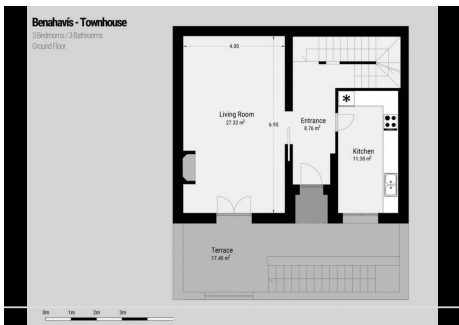 Benahavís - Townhouse
3 Bedrooms / 3 Bathrooms
Ground Floor
4.00
Living Room
27.32 m²
6.95
Entrance
8.76 m²
*
Kitchen
11.38 m²
Terrace
17.40 m²
0m 1m 2m 3m